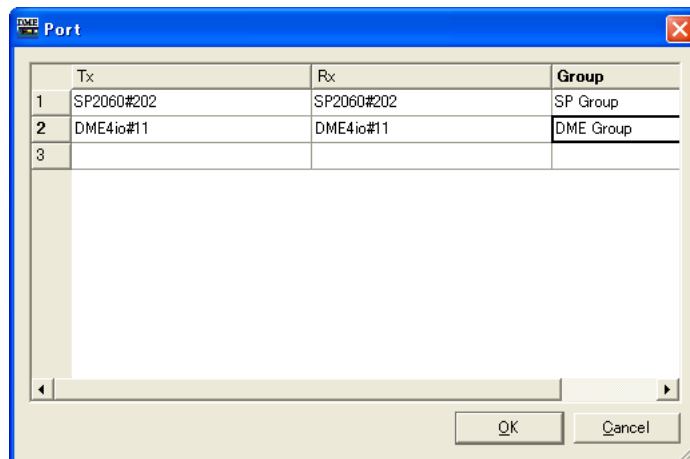 DME Port
Tx Rx Group
1 SP2060#202 SP2060#202 SP Group
2 DME4io#11 DME4io#11 DME Group
3
OK Cancel